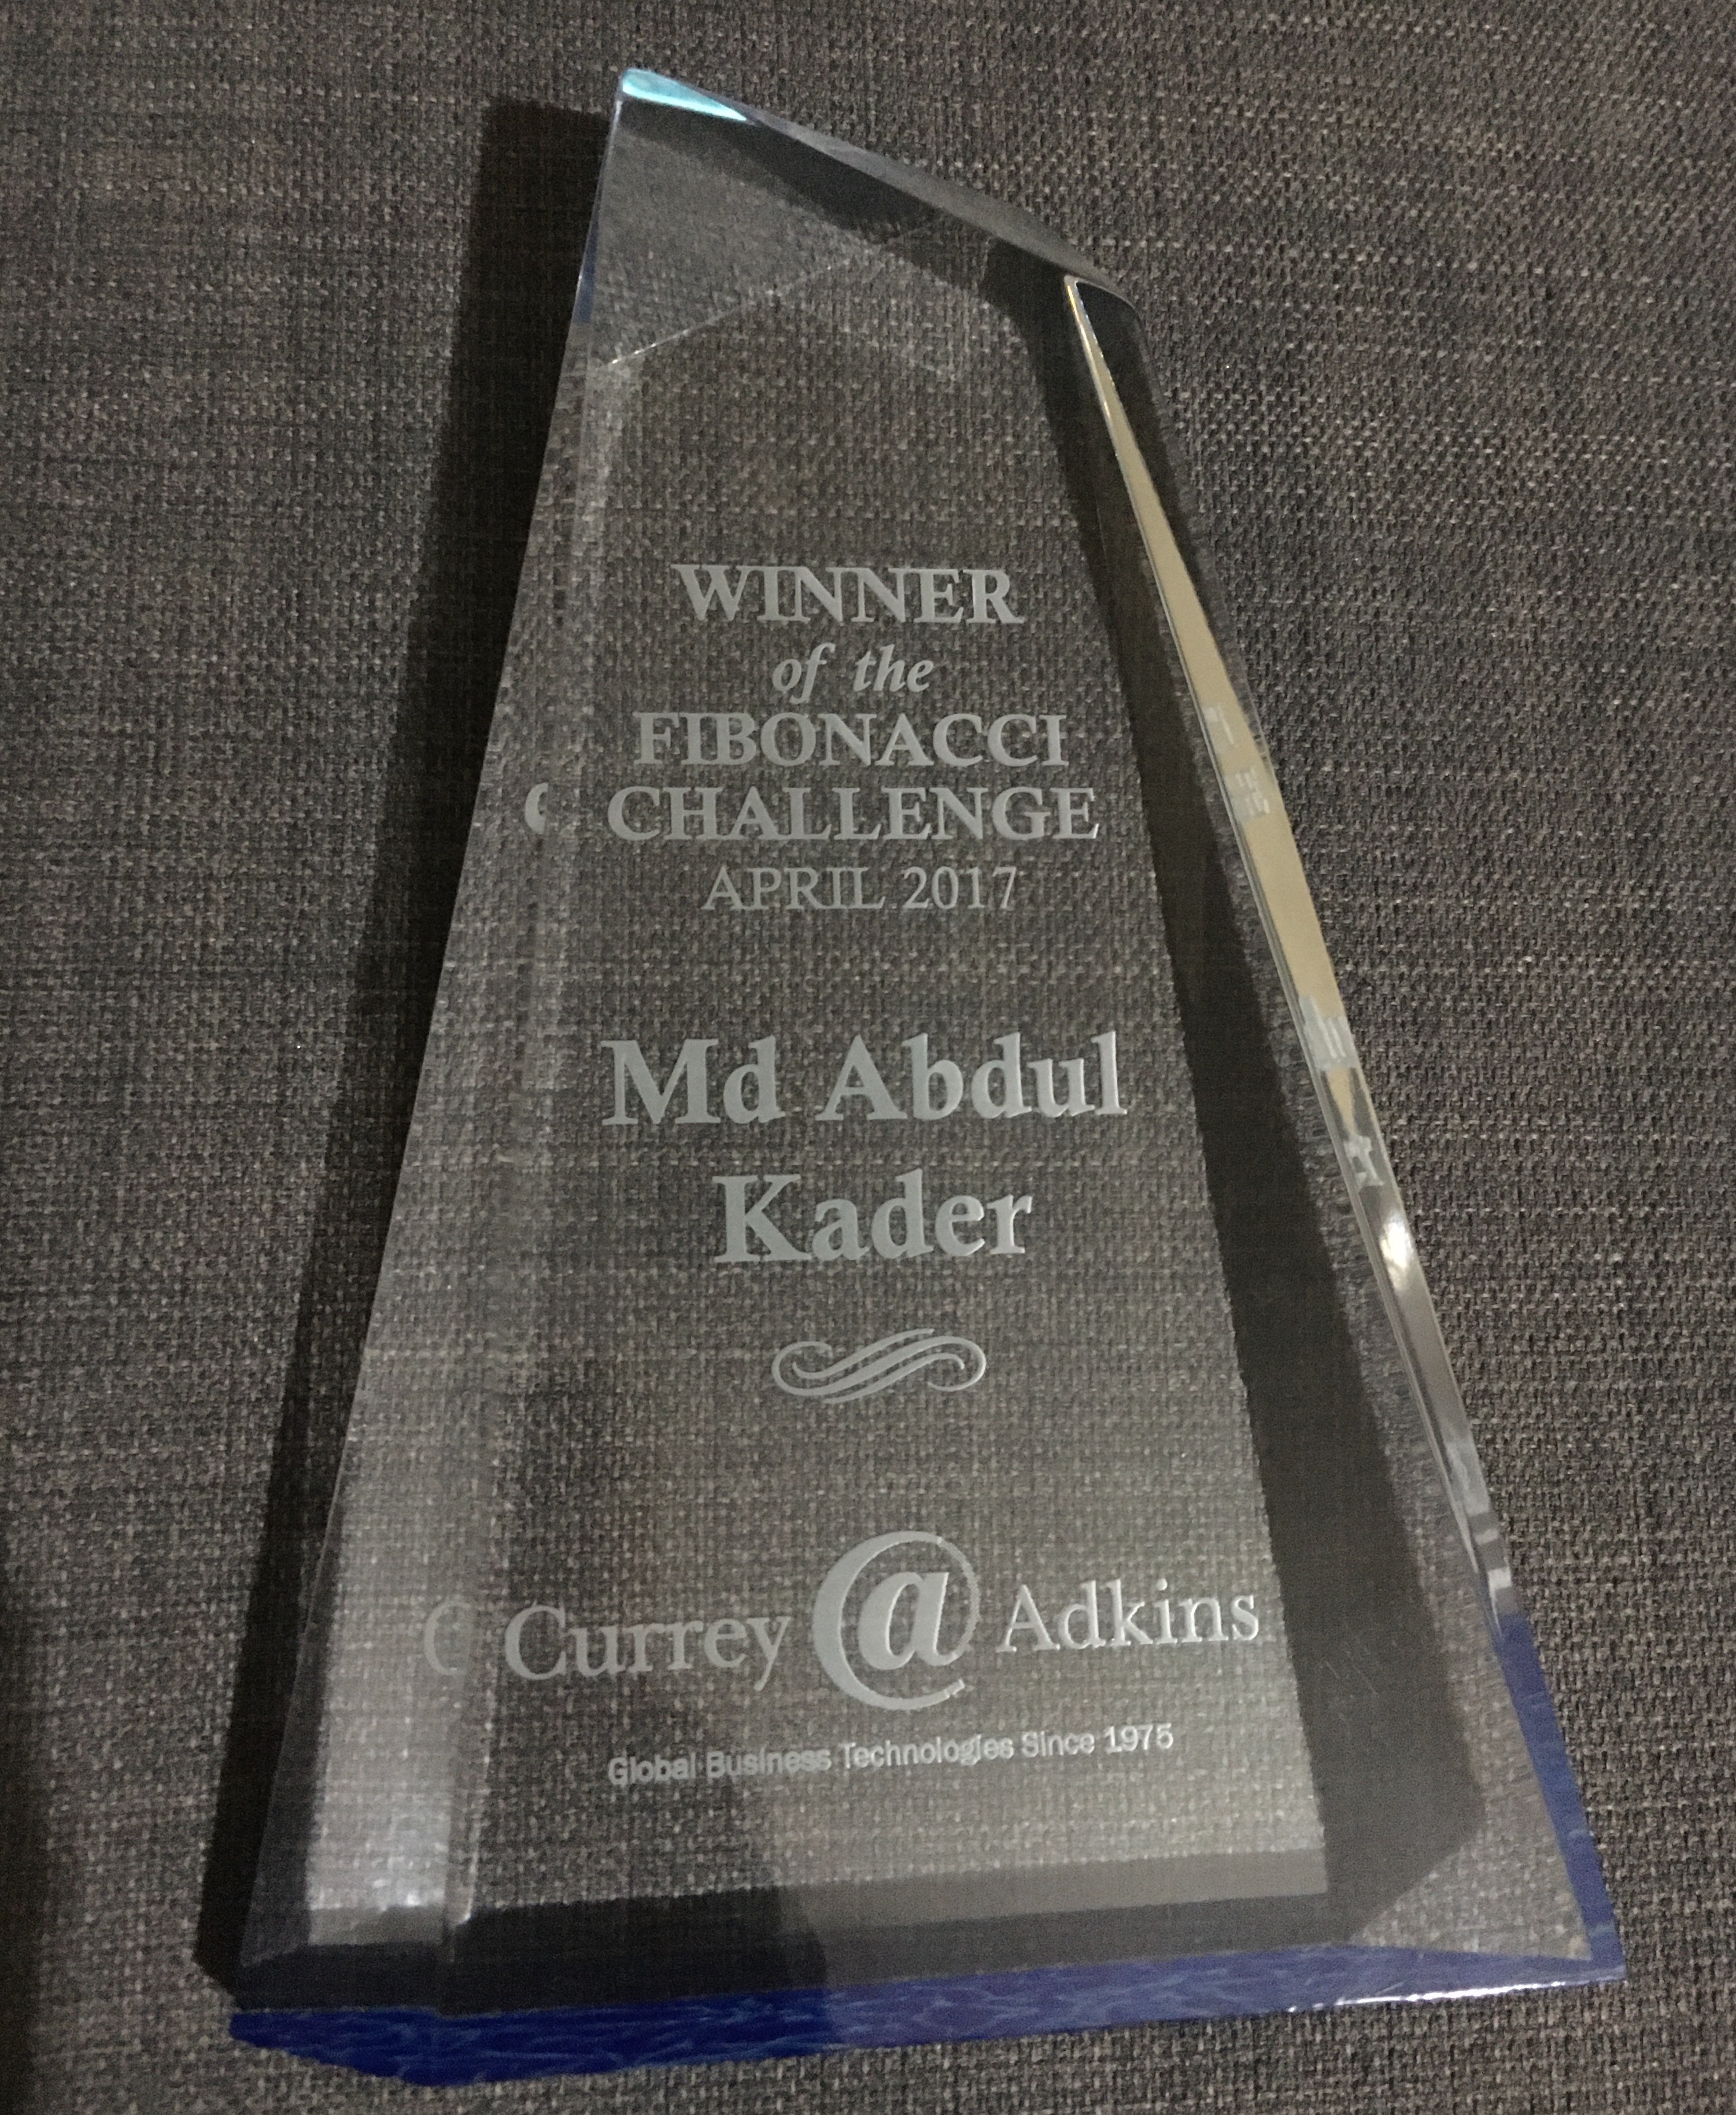 WINNER
of the
FIBONACCI
CHALLENGE
APRIL 2017
Md Abdul
Kader
Currey @ Adkins
Global Business Technologies Since 1975